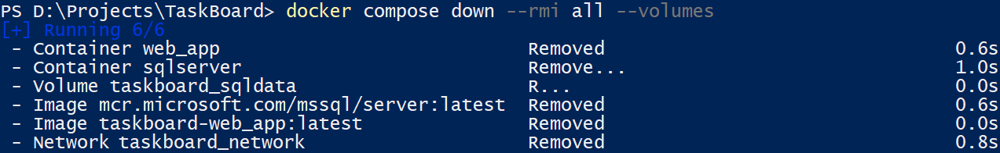 PS D:\Projects\TaskBoard> docker compose down --rmi all --volumes
[+] Running 6/6
- Container web_app Removed 0.6s
- Container sqlserver Remove... 1.0s
- Volume taskboard_sqldata R... 0.0s
- Image mcr.microsoft.com/mssql/server:latest Removed 0.6s
- Image taskboard-web_app:latest Removed 0.0s
- Network taskboard_network Removed 0.8s